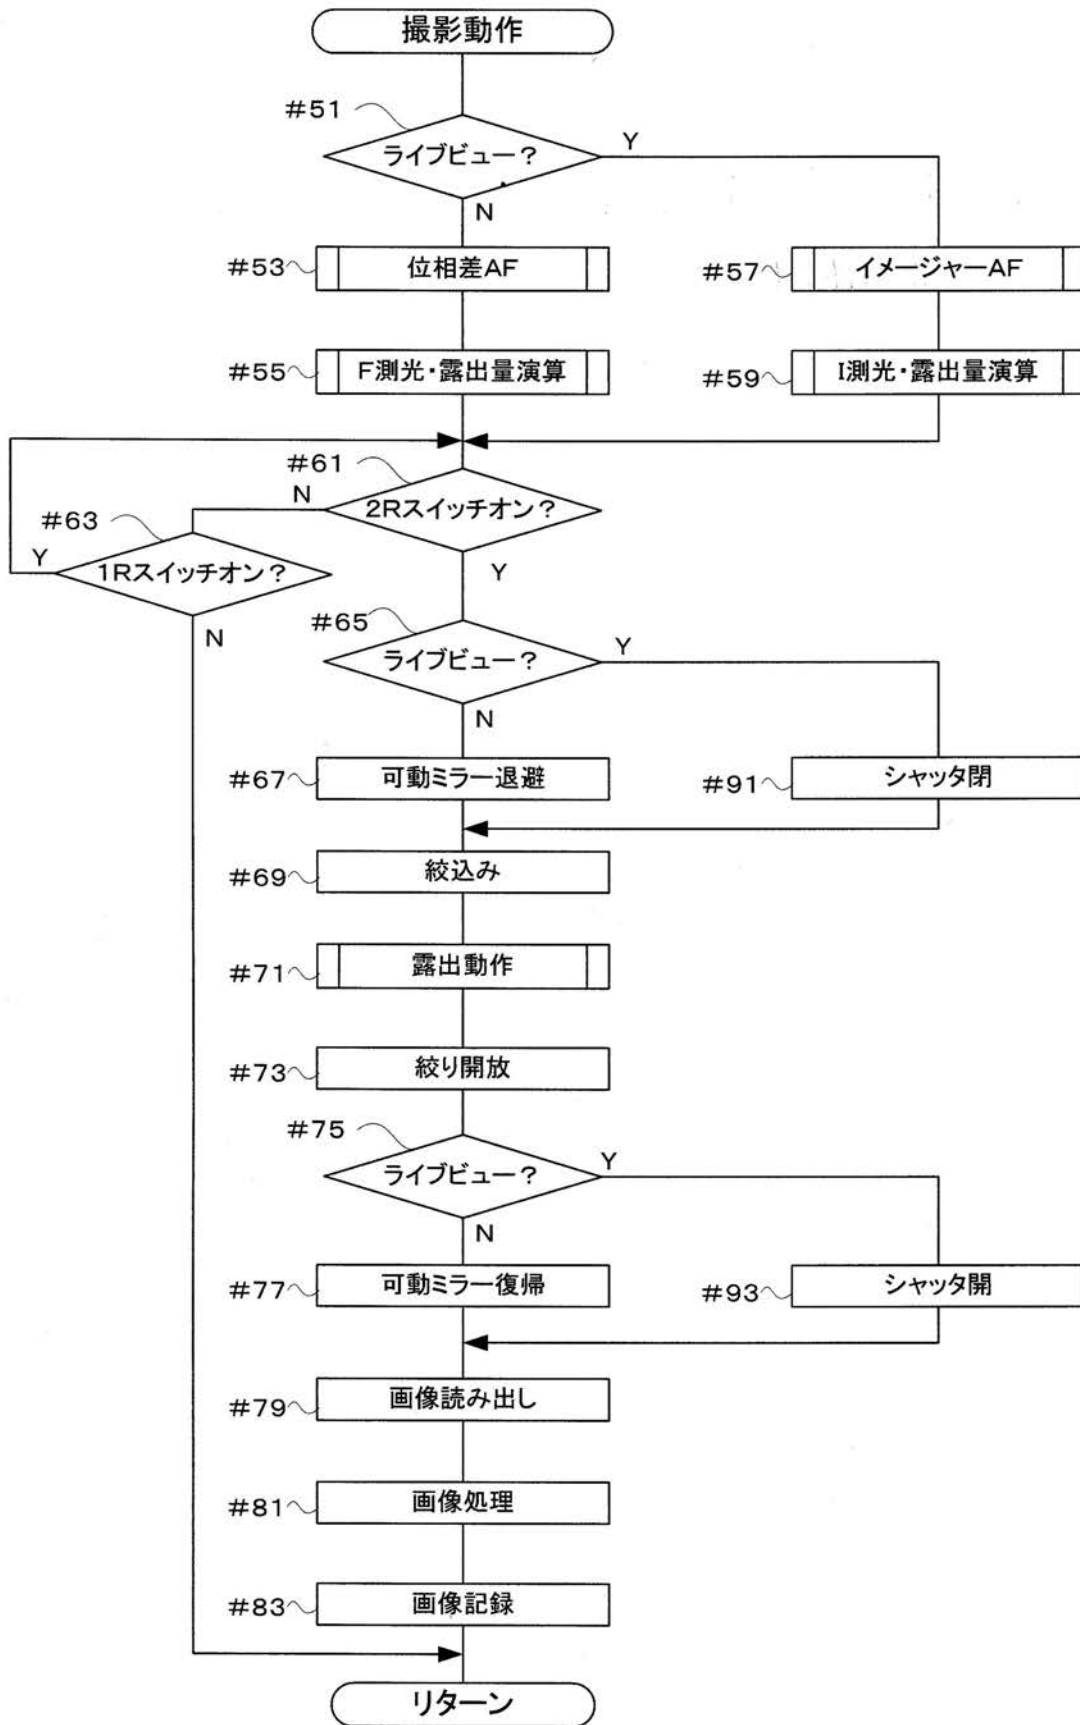 撮影動作
#51
ライブビュー?
Y
N
#53
位相差AF
#57
イメージャーAF
#55
F測光・露出量演算
#59
I測光・露出量演算
#61
N
2Rスイッチオン?
#63
Y
1Rスイッチオン?
Y
N
#65
ライブビュー?
Y
N
#67
可動ミラー退避
#91
シャッタ閉
#69
絞込み
#71
露出動作
#73
絞り開放
#75
ライブビュー?
Y
N
#77
可動ミラー復帰
#93
シャッタ開
#79
画像読み出し
#81
画像処理
#83
画像記録
リターン